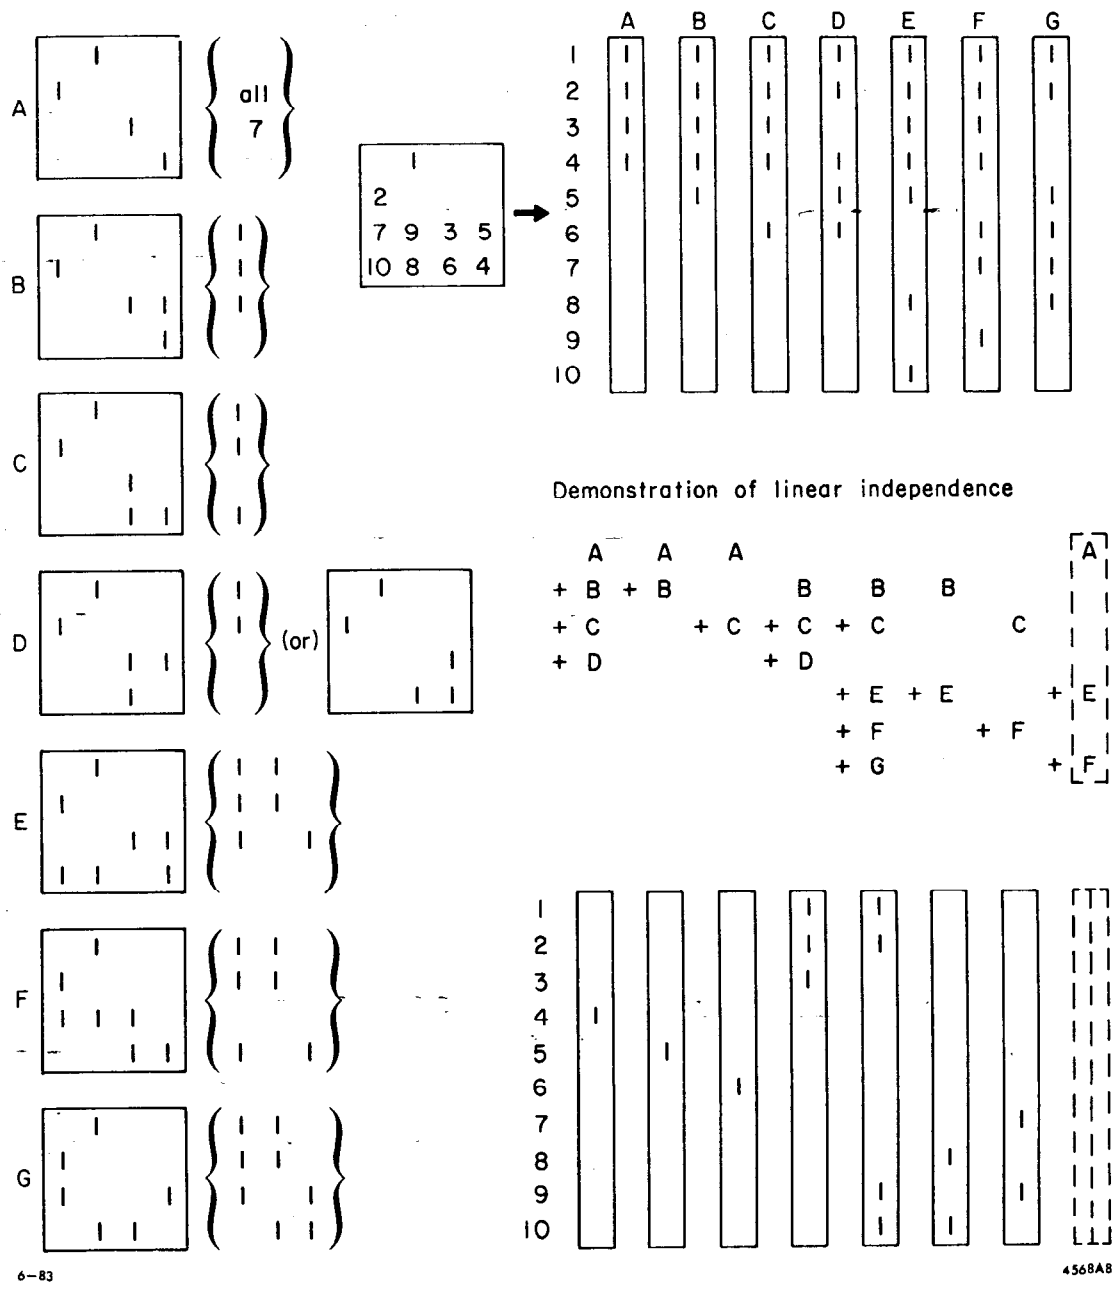 A
all
7
B
C
D
(or)
E
F
G
1
2
7 9 3 5
10 8 6 4
A B C D E F G
1
2
3
4
5
6
7
8
9
10
Demonstration of linear independence
A A A A
+ B + B B B B
+ C + C + C + C C
+ D + D
+ E + E + E
+ F + F
+ G + F
1
2
3
4
5
6
7
8
9
10
6-83
4568A8